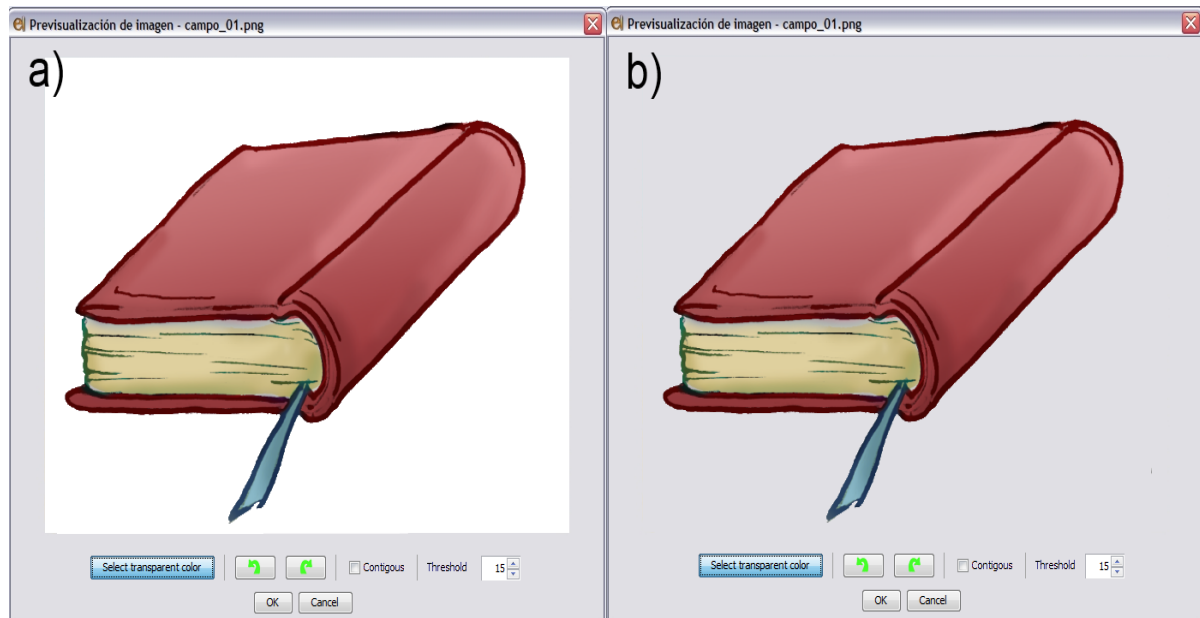 Previsualización de imagen - campo_01.png
a)
Select transparent color Contigous Threshold 15
OK Cancel
Previsualización de imagen - campo_01.png
b)
Select transparent color Contigous Threshold 15
OK Cancel